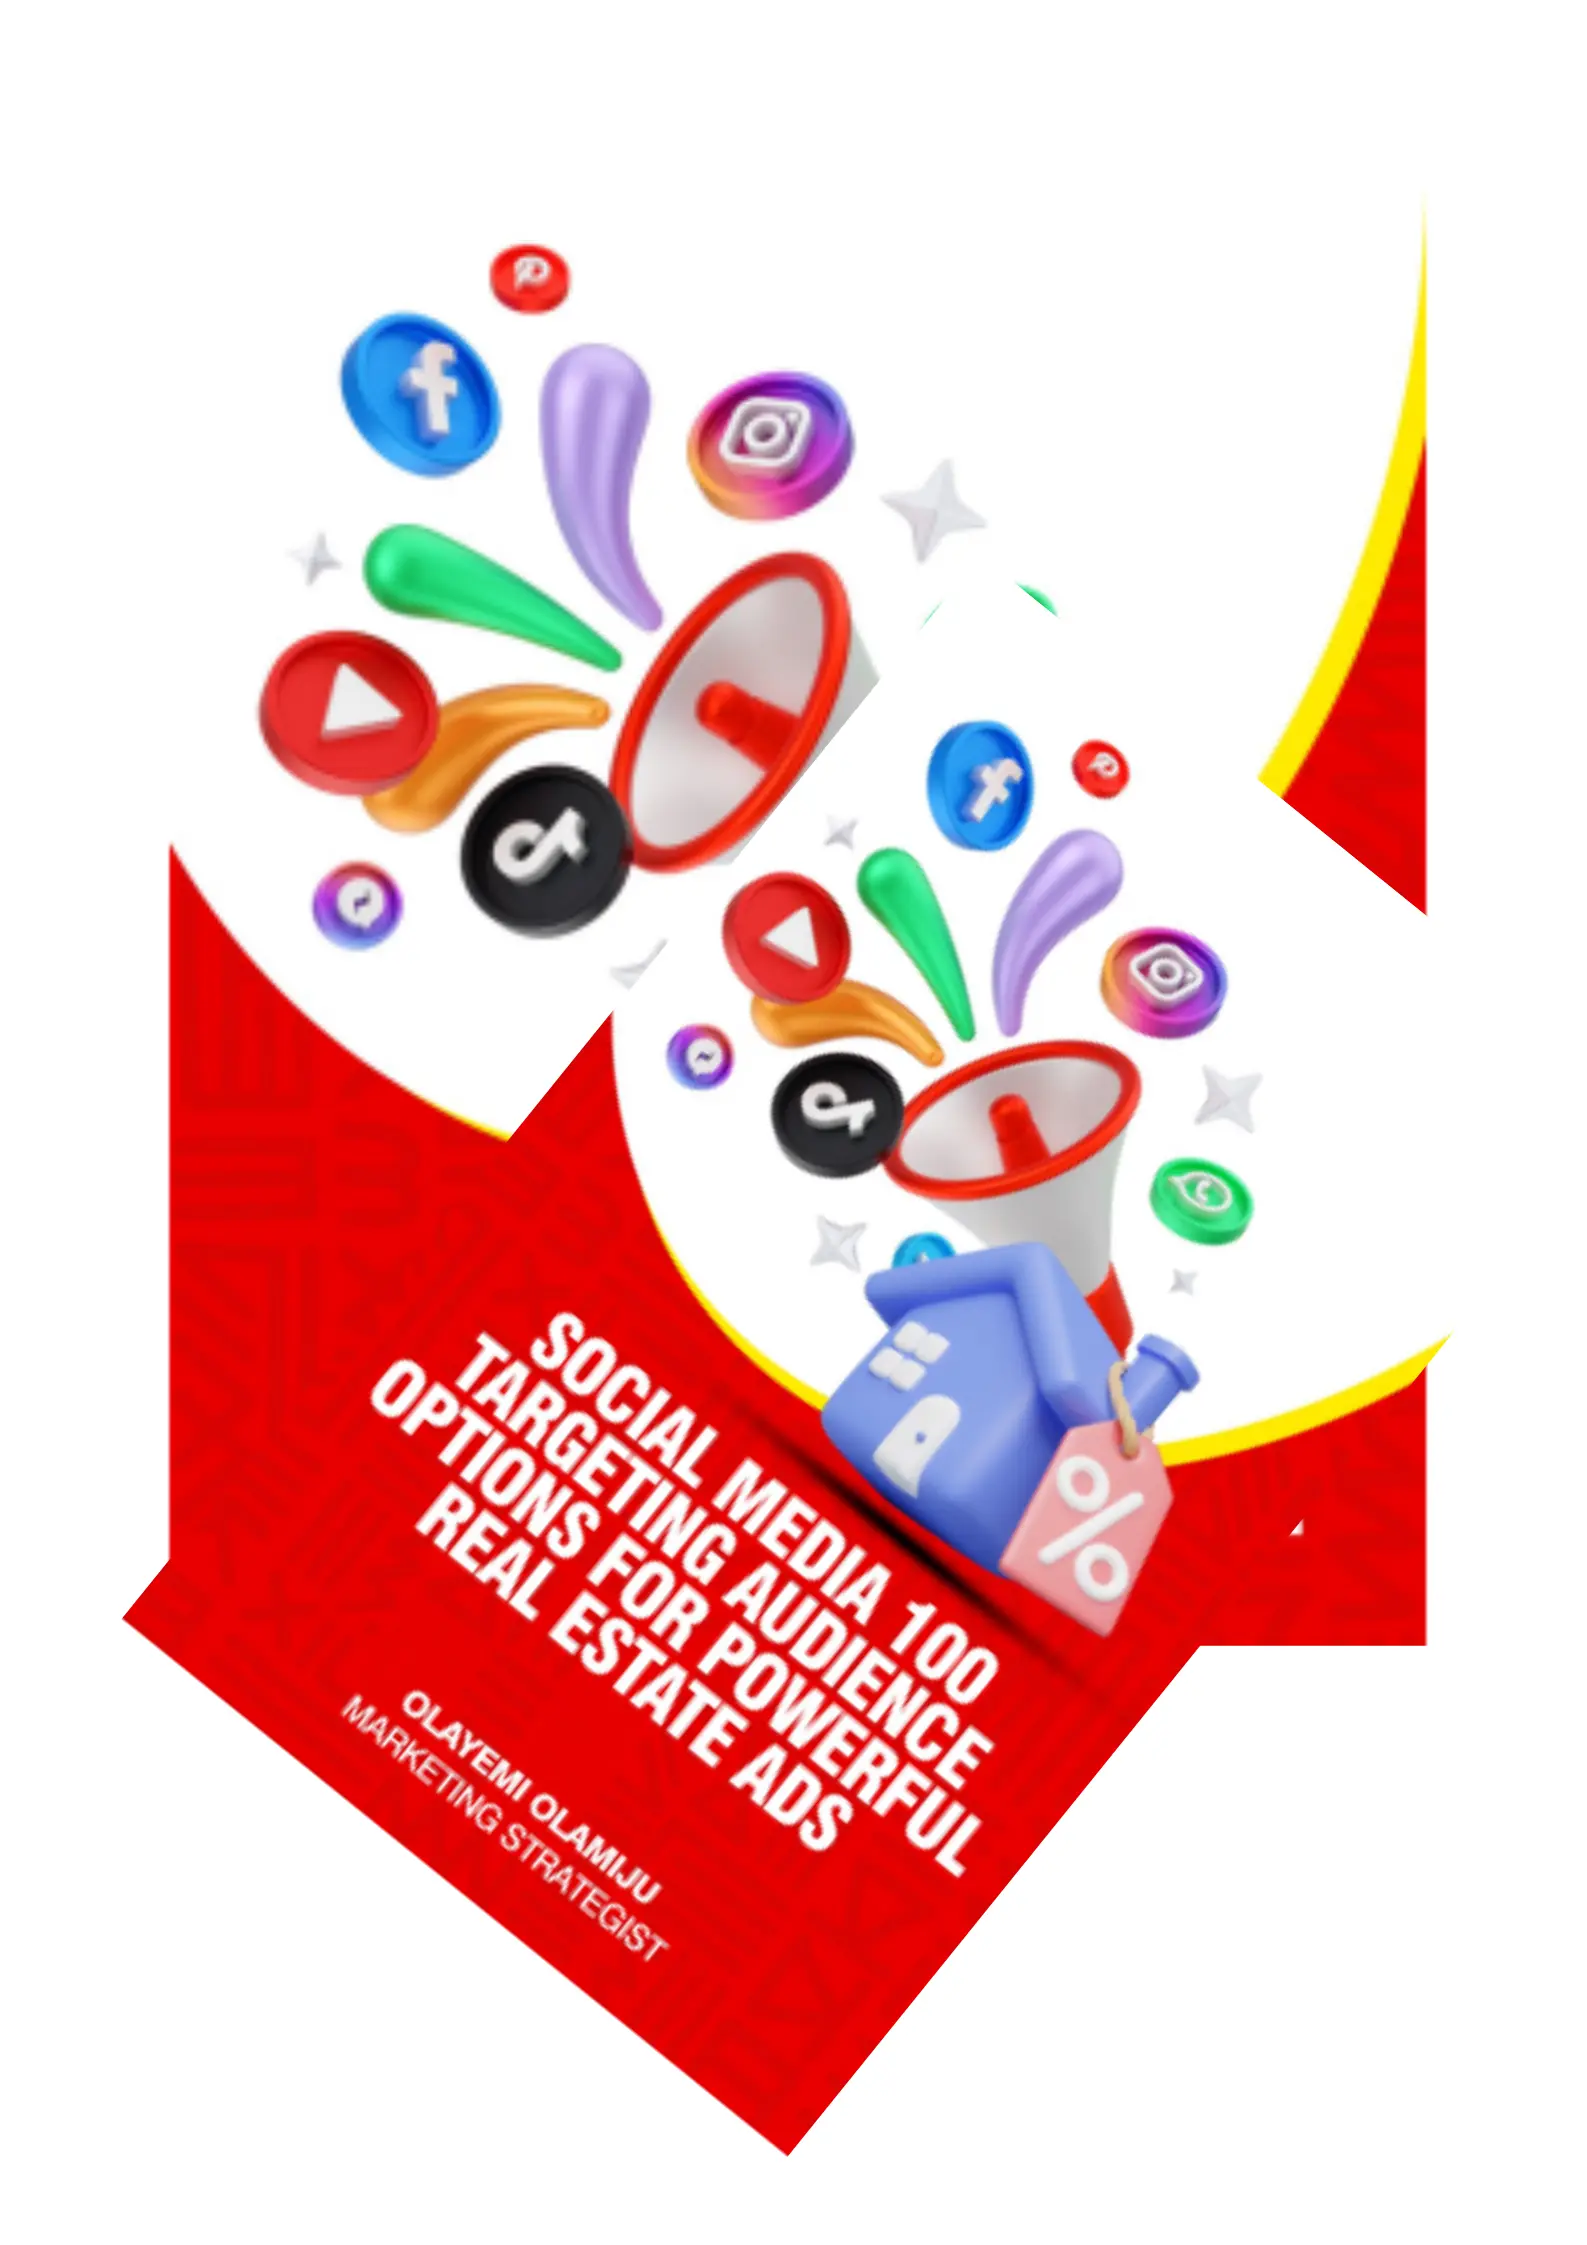 SOCIAL MEDIA 100
TARGETING AUDIENCE
OPTIONS FOR POWERFUL
REAL ESTATE ADS
OLAYEMI OLAMIJU
MARKETING STRATEGIST
%